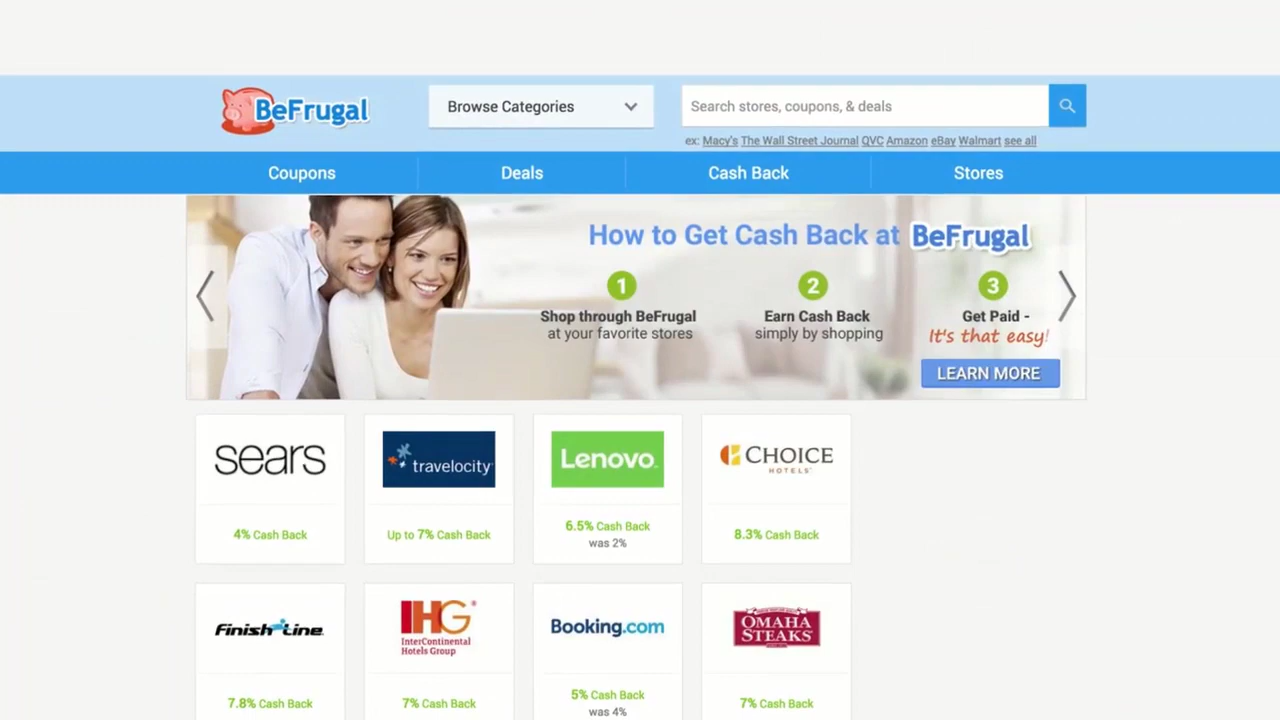 BeFrugal
Browse Categories
Search stores, coupons, & deals
ex: Macy's The Wall Street Journal QVC Amazon eBay Walmart see all
Coupons Deals Cash Back Stores
How to Get Cash Back at BeFrugal
1 2 3
Shop through BeFrugal
at your favorite stores
Earn Cash Back
simply by shopping
Get Paid -
It's that easy!
LEARN MORE
sears
4% Cash Back
travelocity
Up to 7% Cash Back
Lenovo
6.5% Cash Back
was 2%
CHOICE
HOTELS
8.3% Cash Back
Finish Line
7.8% Cash Back
IHG
InterContinental
Hotels Group
7% Cash Back
Booking.com
5% Cash Back
was 4%
OMAHA
STEAKS
7% Cash Back